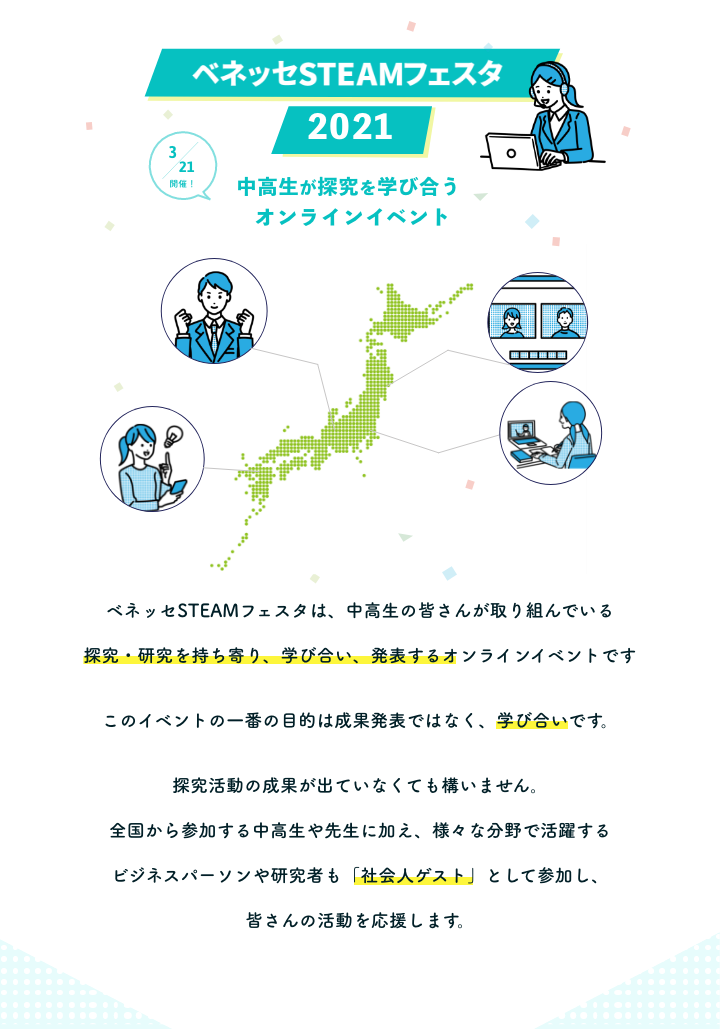 ベネッセSTEAMフェスタ
2021
3/21
開催！
中高生が探究を学び合う
オンラインイベント
ベネッセSTEAMフェスタは、中高生の皆さんが取り組んでいる
探究・研究を持ち寄り、学び合い、発表するオンラインイベントです
このイベントの一番の目的は成果発表ではなく、学び合いです。
探究活動の成果が出ていなくても構いません。
全国から参加する中高生や先生に加え、様々な分野で活躍する
ビジネスパーソンや研究者も「社会人ゲスト」として参加し、
皆さんの活動を応援します。